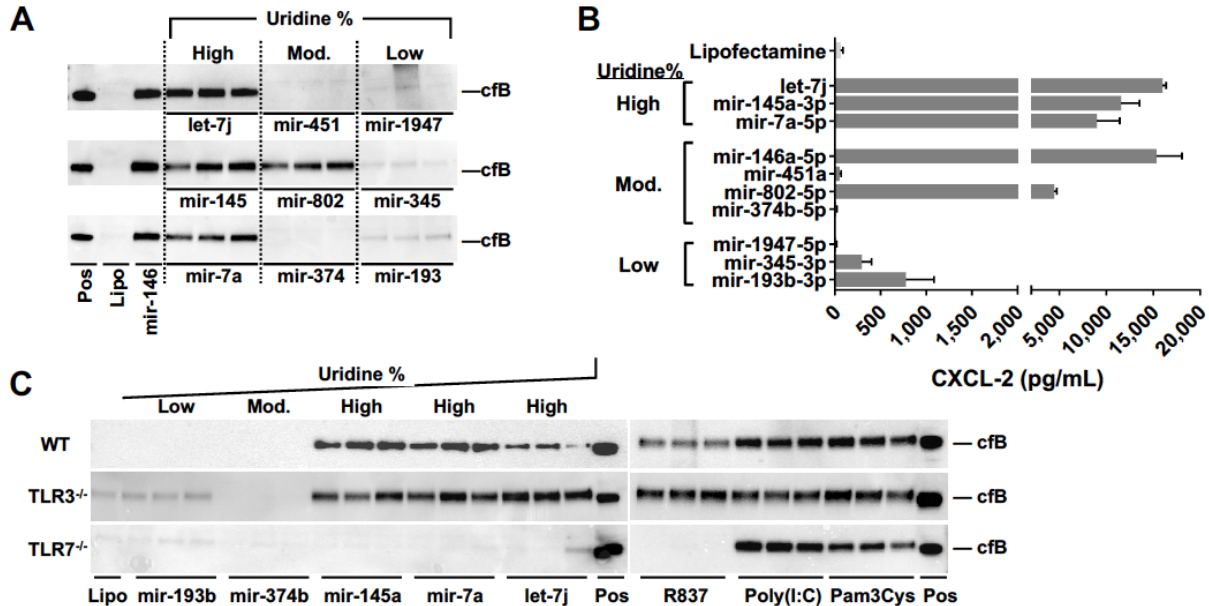 A
Uridine %
High Mod. Low
cfB
let-7j mir-451 mir-1947
cfB
mir-145 mir-802 mir-345
cfB
Pos Lipo mir-146 mir-7a mir-374 mir-193
B
Lipofectamine
Uridine%
High
let-7j
mir-145a-3p
mir-7a-5p
Mod.
mir-146a-5p
mir-451a
mir-802-5p
mir-374b-5p
Low
mir-1947-5p
mir-345-3p
mir-193b-3p
0 500 1,000 1,500 2,000 5,000 10,000 15,000 20,000
CXCL-2 (pg/mL)
C
Uridine %
Low Mod. High High High
WT cfB
TLR3-/- cfB
TLR7-/- cfB
Lipo mir-193b mir-374b mir-145a mir-7a let-7j Pos R837 Poly(I:C) Pam3Cys Pos